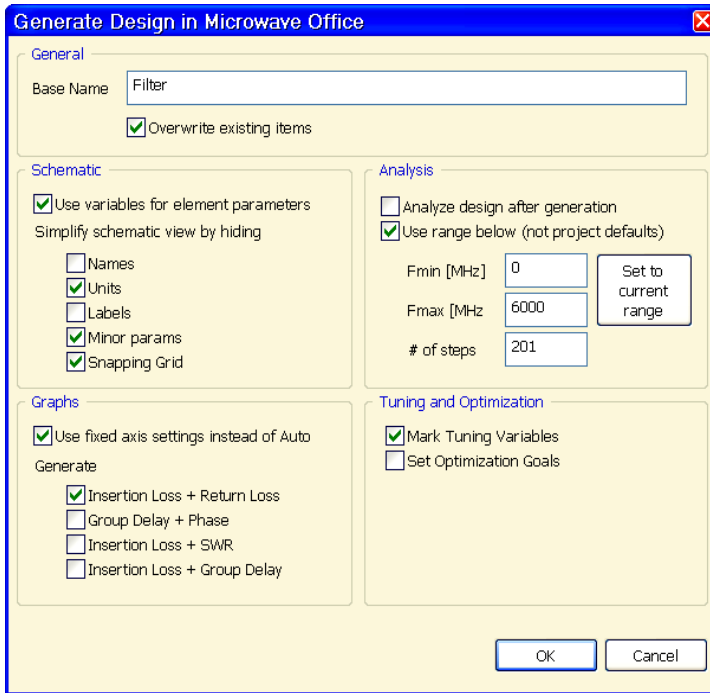 Generate Design in Microwave Office
General
Base Name Filter
Overwrite existing items
Schematic
Use variables for element parameters
Simplify schematic view by hiding
Names
Units
Labels
Minor params
Snapping Grid
Analysis
Analyze design after generation
Use range below (not project defaults)
Fmin [MHz] 0
Fmax [MHz 6000
# of steps 201
Set to
current
range
Graphs
Use fixed axis settings instead of Auto
Generate
Insertion Loss + Return Loss
Group Delay + Phase
Insertion Loss + SWR
Insertion Loss + Group Delay
Tuning and Optimization
Mark Tuning Variables
Set Optimization Goals
OK
Cancel